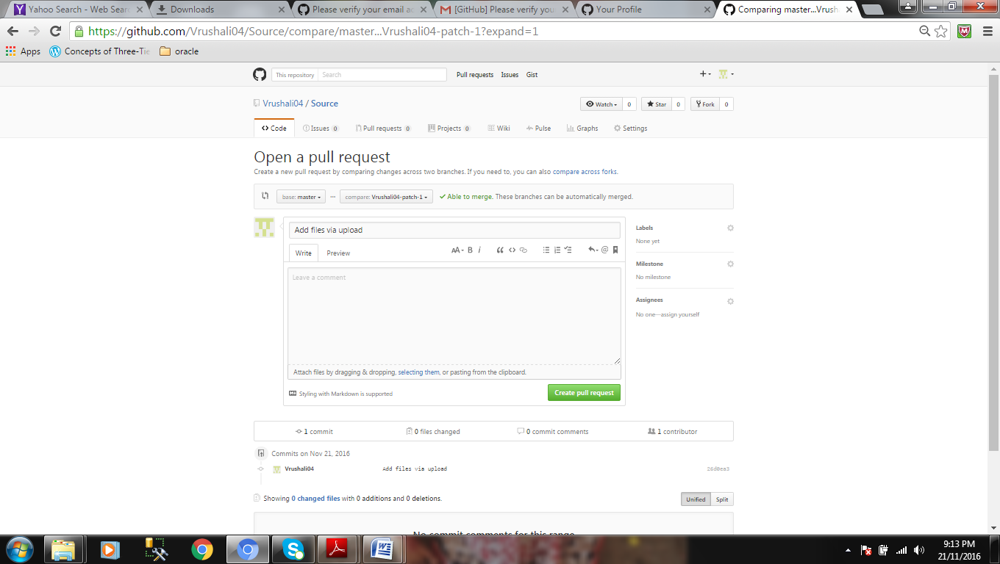 Yahoo Search - Web Sear
Downloads
Please verify your email ad
[GitHub] Please verify you
Your Profile
Comparing master...Vrush
https://github.com/Vrushali04/Source/compare/master...Vrushali04-patch-1?expand=1
Apps
Concepts of Three-Tie
oracle
This repository
Search
Pull requests
Issues
Gist
Vrushali04 / Source
Watch 0
Star 0
Fork 0
Code
Issues 0
Pull requests 0
Projects 0
Wiki
Pulse
Graphs
Settings
Open a pull request
Create a new pull request by comparing changes across two branches. If you need to, you can also compare across forks.
base: master
...
compare: Vrushali04-patch-1
Able to merge. These branches can be automatically merged.
Add files via upload
Write
Preview
AA B i
Leave a comment
Attach files by dragging & dropping, selecting them, or pasting from the clipboard.
Styling with Markdown is supported
Create pull request
Labels
None yet
Milestone
No milestone
Assignees
No one—assign yourself
1 commit
0 files changed
0 commit comments
1 contributor
Commits on Nov 21, 2016
Vrushali04
Add files via upload
26d0ea3
Showing 0 changed files with 0 additions and 0 deletions.
Unified
Split
No commit comments for this range
9:13 PM
21/11/2016